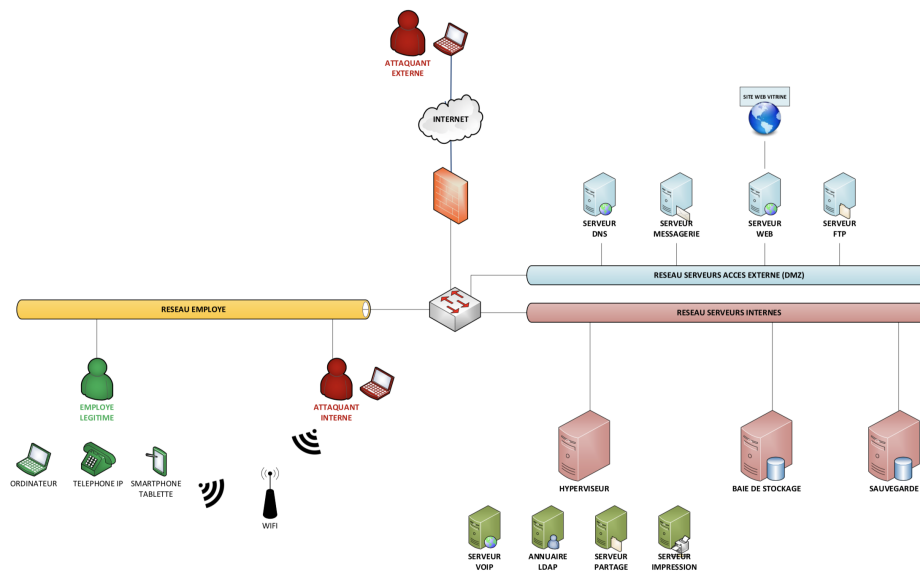 ATTAQUANT
EXTERNE
INTERNET
SITE WEB VITRINE
SERVEUR
DNS
SERVEUR
MESSAGERIE
SERVEUR
WEB
SERVEUR
FTP
RESEAU SERVEURS ACCES EXTERNE (DMZ)
RESEAU EMPLOYE
RESEAU SERVEURS INTERNES
EMPLOYE
LEGITIME
ATTAQUANT
INTERNE
ORDINATEUR
TELEPHONE IP
SMARTPHONE
TABLETTE
WIFI
HYPERVISEUR
BAIE DE STOCKAGE
SAUVEGARDE
SERVEUR
VOIP
ANNUAIRE
LDAP
SERVEUR
PARTAGE
SERVEUR
IMPRESSION